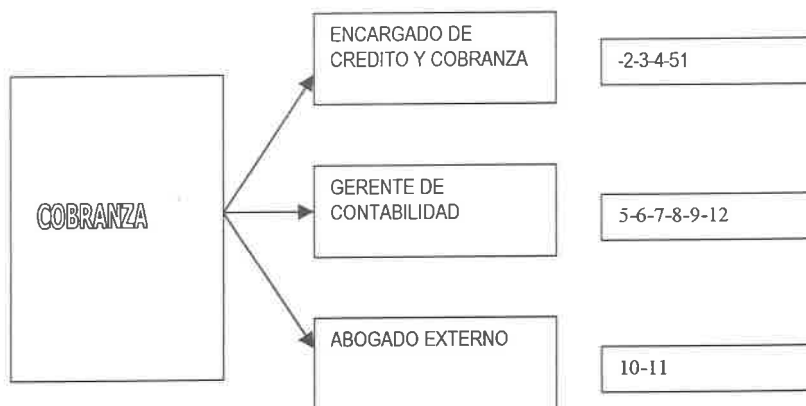 COBRANZA
ENCARGADO DE
CREDITO Y COBRANZA
-2-3-4-51
GERENTE DE
CONTABILIDAD
5-6-7-8-9-12
ABOGADO EXTERNO
10-11